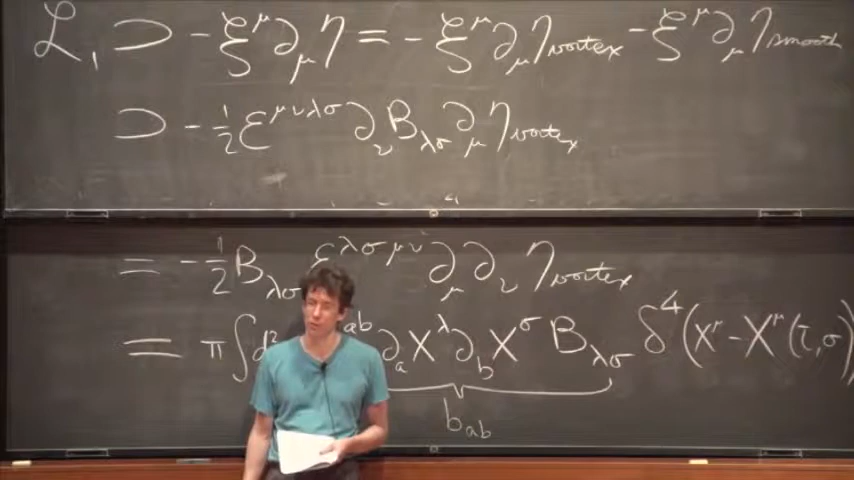 ℒ₁ ⊃ − ξ^μ ∂_μ η = − ξ^μ ∂_μ η_vortex − ξ^μ ∂_μ η_smooth
⊃ − ½ ε^{μνλσ} ∂_ν B_{λσ} ∂_μ η_vortex
= − ½ B_{λσ} ε^{λσμν} ∂_μ ∂_ν η_vortex
= π ∫ d² ^{ab} ∂_a X^λ ∂_b X^σ B_{λσ} δ⁴(x^μ − X^μ(τ,σ))
b_{ab}